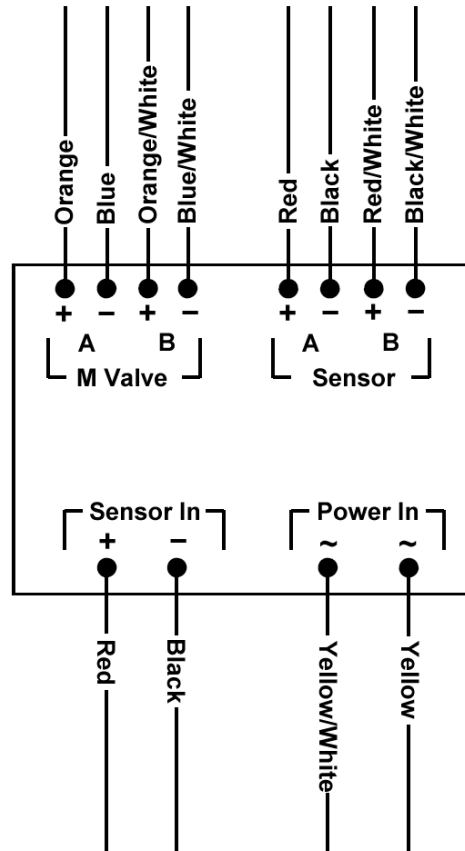 Orange Blue Orange/White Blue/White Red Black Red/White Black/White
+ − + − + − + −
A B A B
M Valve Sensor
Sensor In Power In
+ − ~ ~
Red Black Yellow/White Yellow